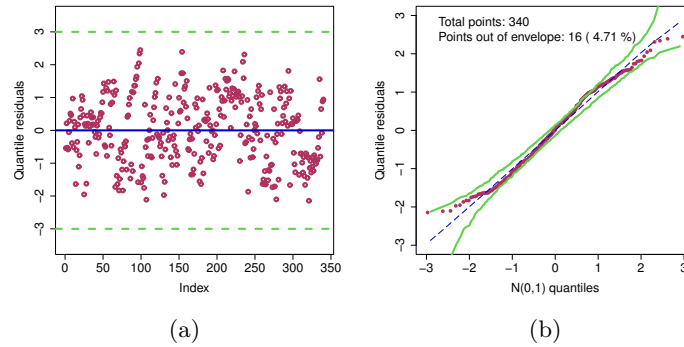 Quantile residuals
3
2
1
0
−1
−2
−3
0 50 100 150 200 250 300 350
Index
(a)
Total points: 340
Points out of envelope: 16 ( 4.71 %)
Quantile residuals
3
2
1
0
−1
−2
−3
−3 −2 −1 0 1 2 3
N(0,1) quantiles
(b)